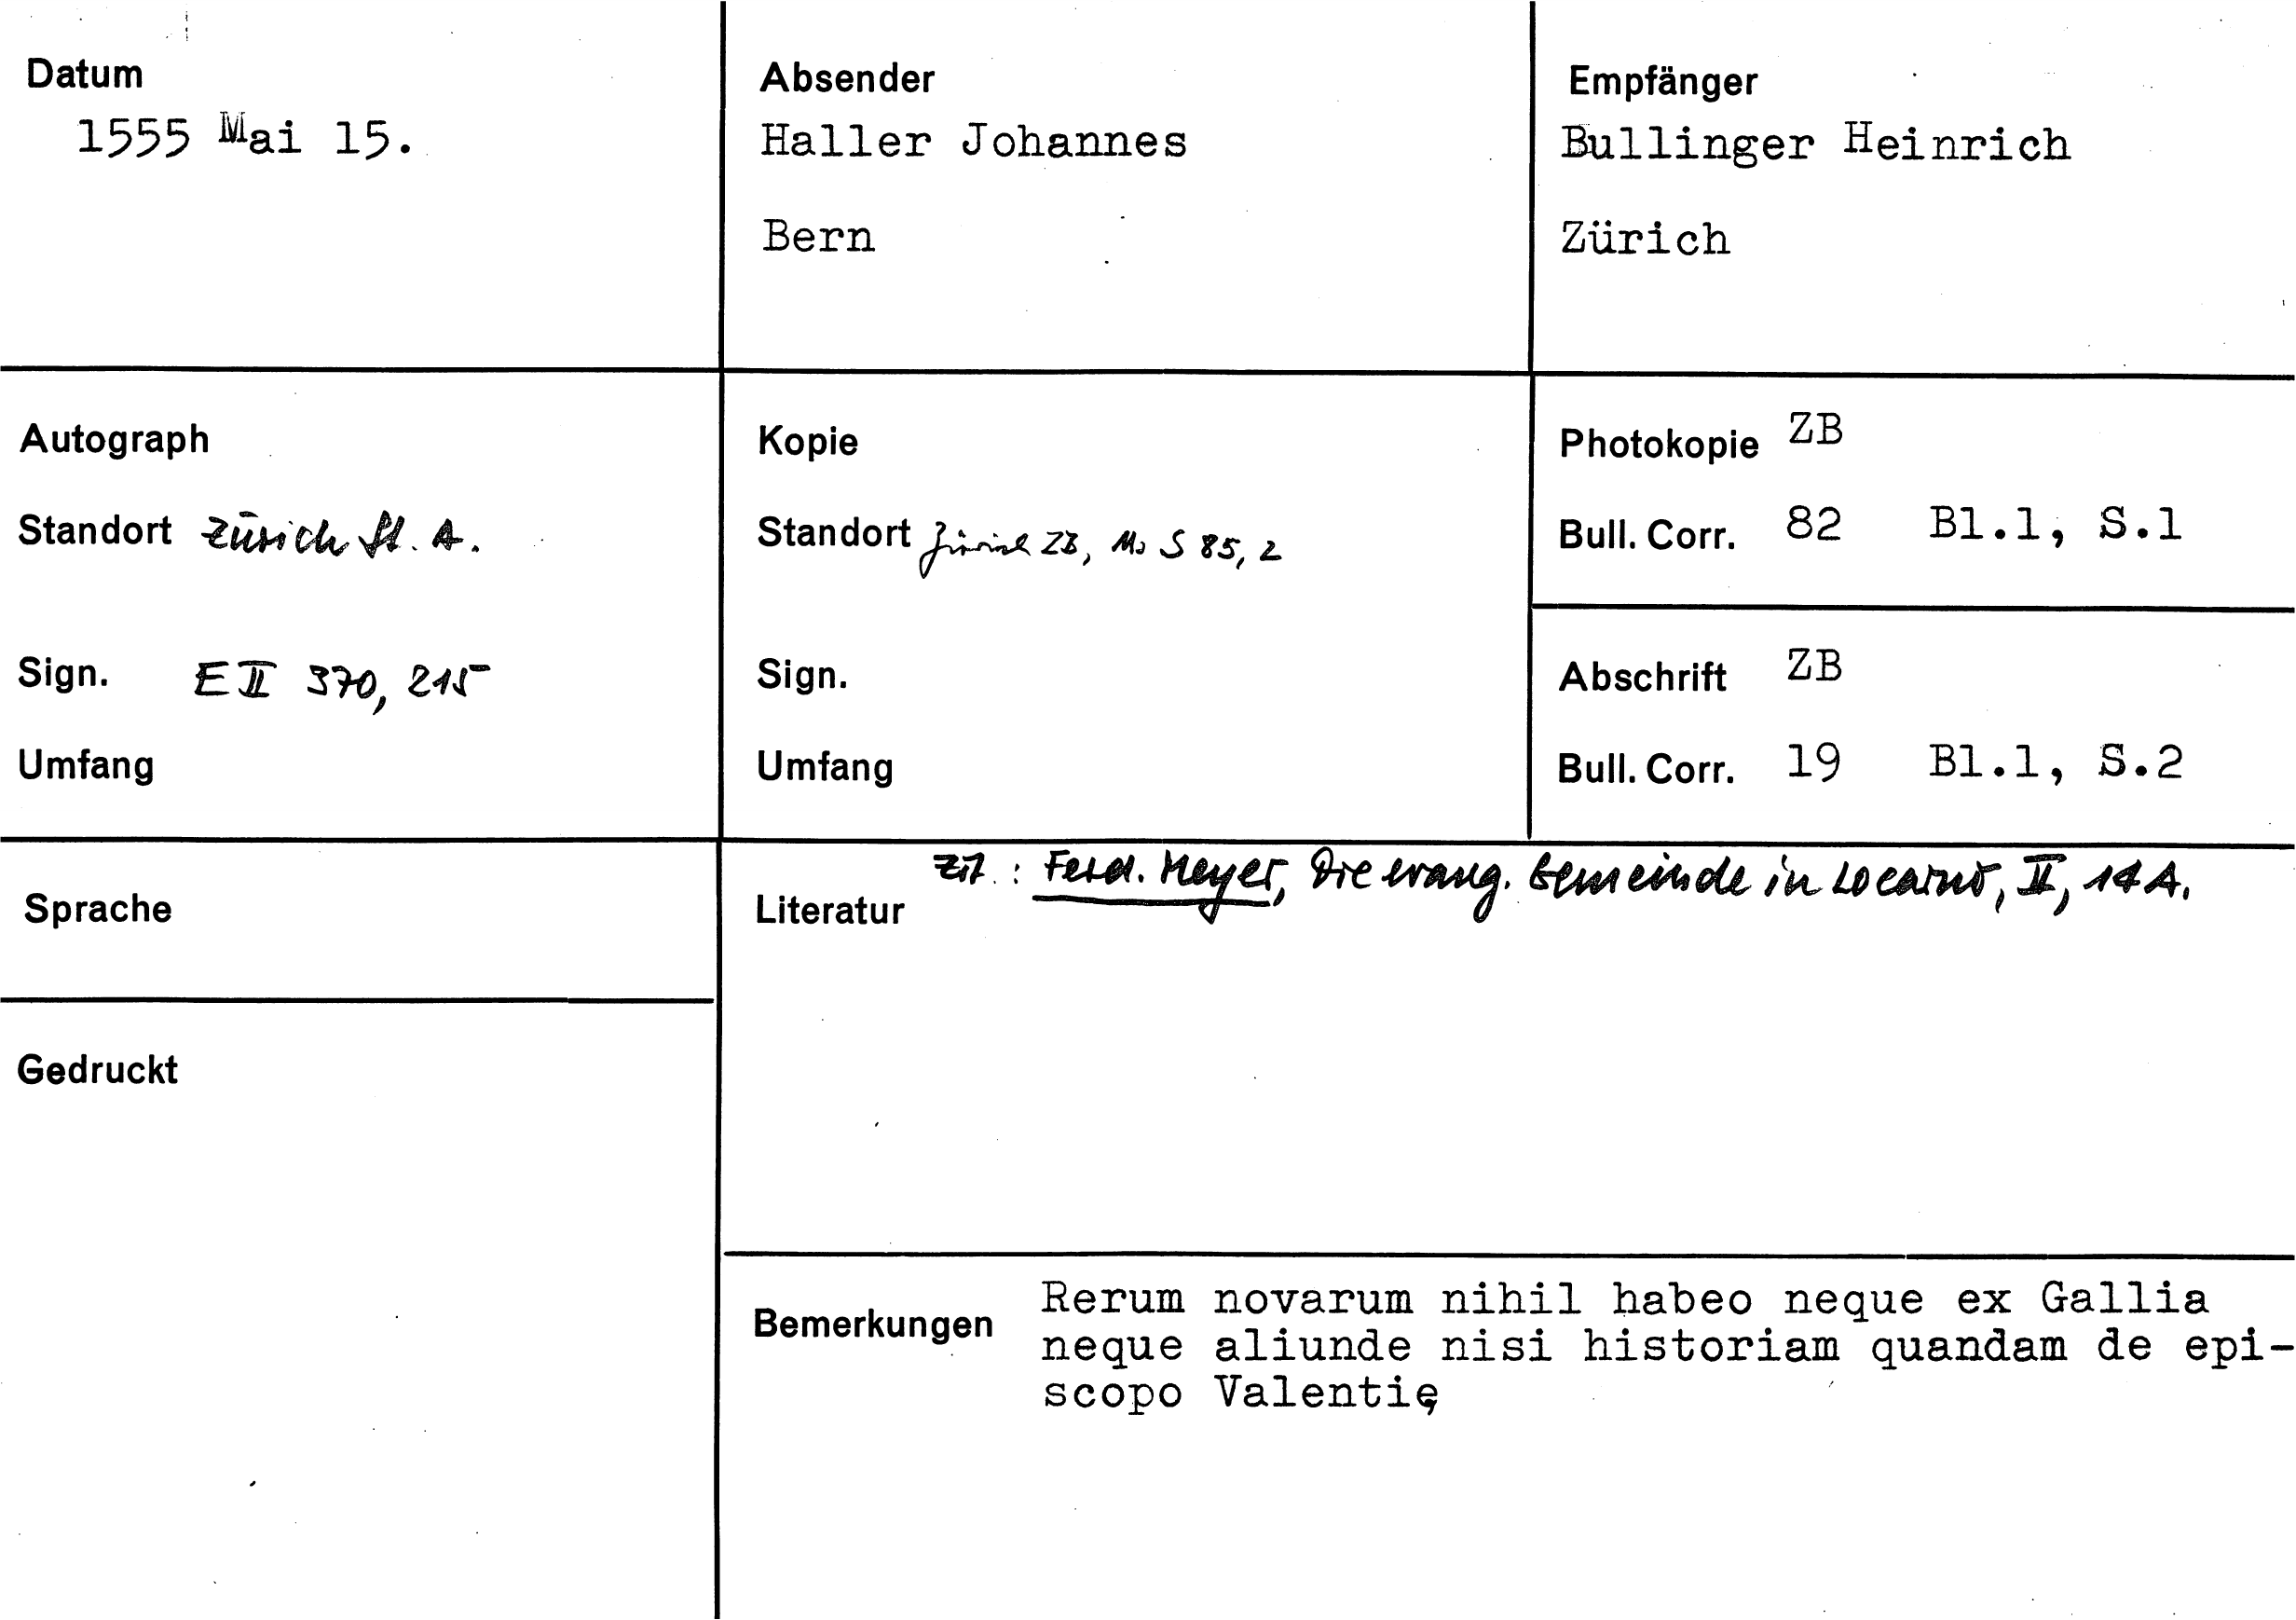 Datum
1555 Mai 15.
Absender
Haller Johannes
Bern
Empfänger
Bullinger Heinrich
Zürich
Autograph
Standort Zürich St. A.
Sign. E II 370, 215
Umfang
Kopie
Standort Zürich ZB, Ms S 85, 2
Sign.
Umfang
Photokopie ZB
Bull. Corr. 82 Bl.1, S.1
Abschrift ZB
Bull. Corr. 19 Bl.1, S.2
Sprache
Gedruckt
Zit.: Ferd. Meyer, Die evang. Gemeinde in Locarno, II, 14 A.
Literatur
Bemerkungen
Rerum novarum nihil habeo neque ex Gallia
neque aliunde nisi historiam quandam de epi-
scopo Valentię